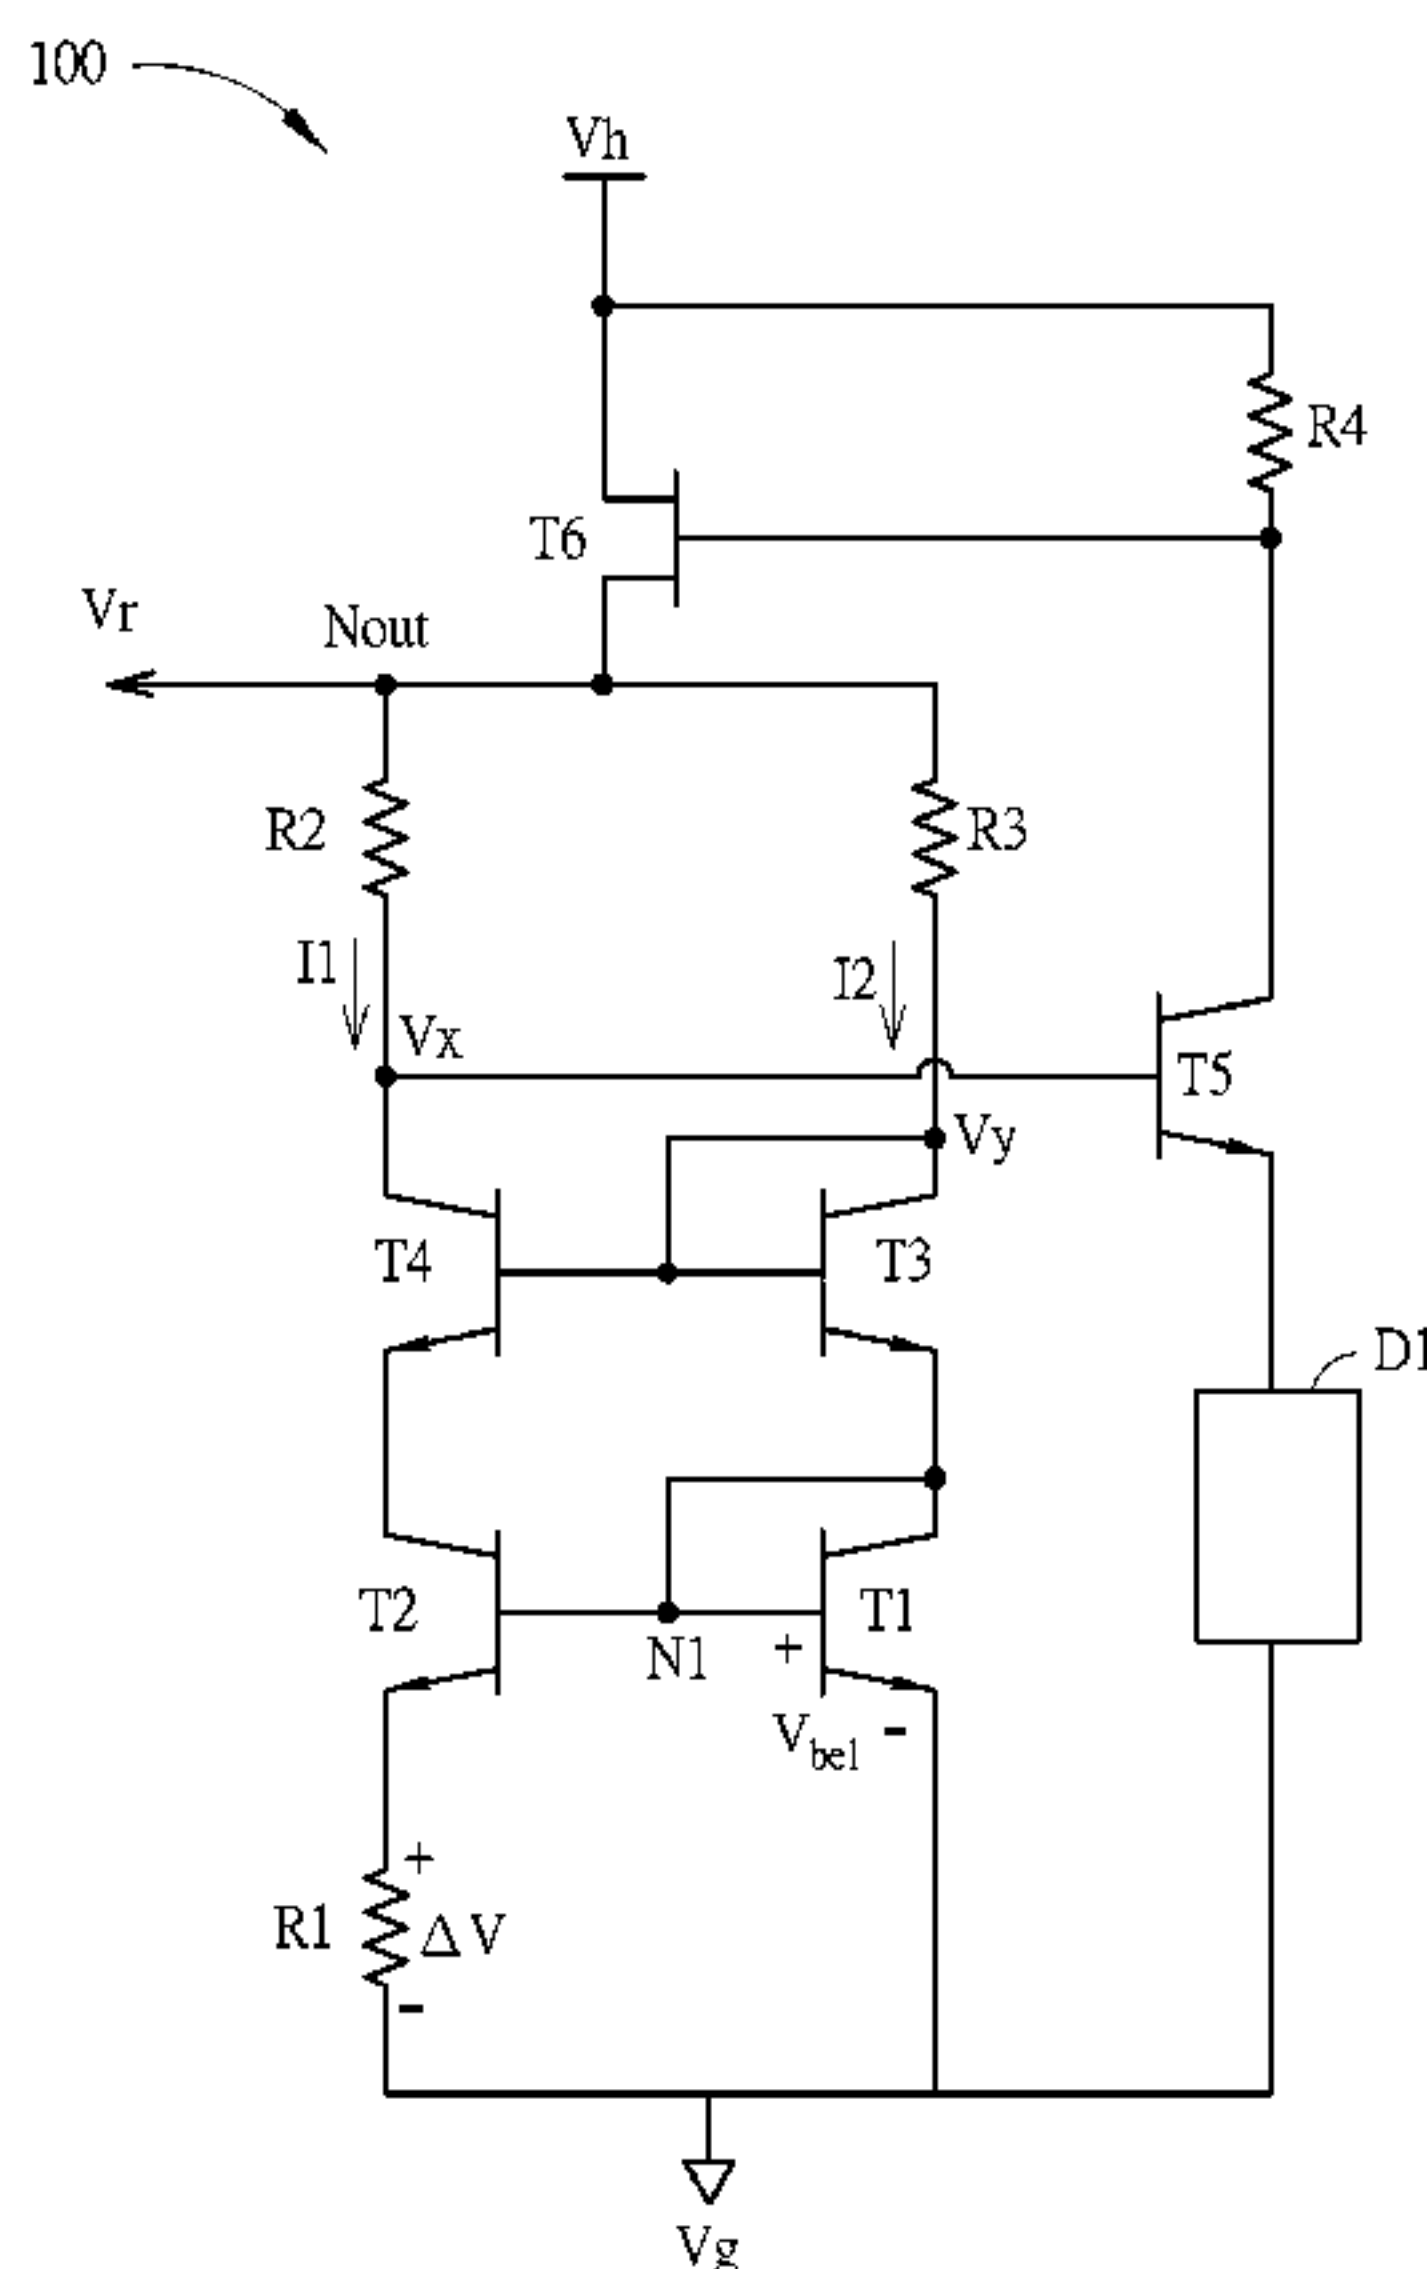 100
Vh
R4
T6
Vr
Nout
R2
R3
I1
I2
Vx
T5
Vy
T4
T3
D1
T2
T1
N1
+
Vbe1
-
+
R1
ΔV
-
Vg